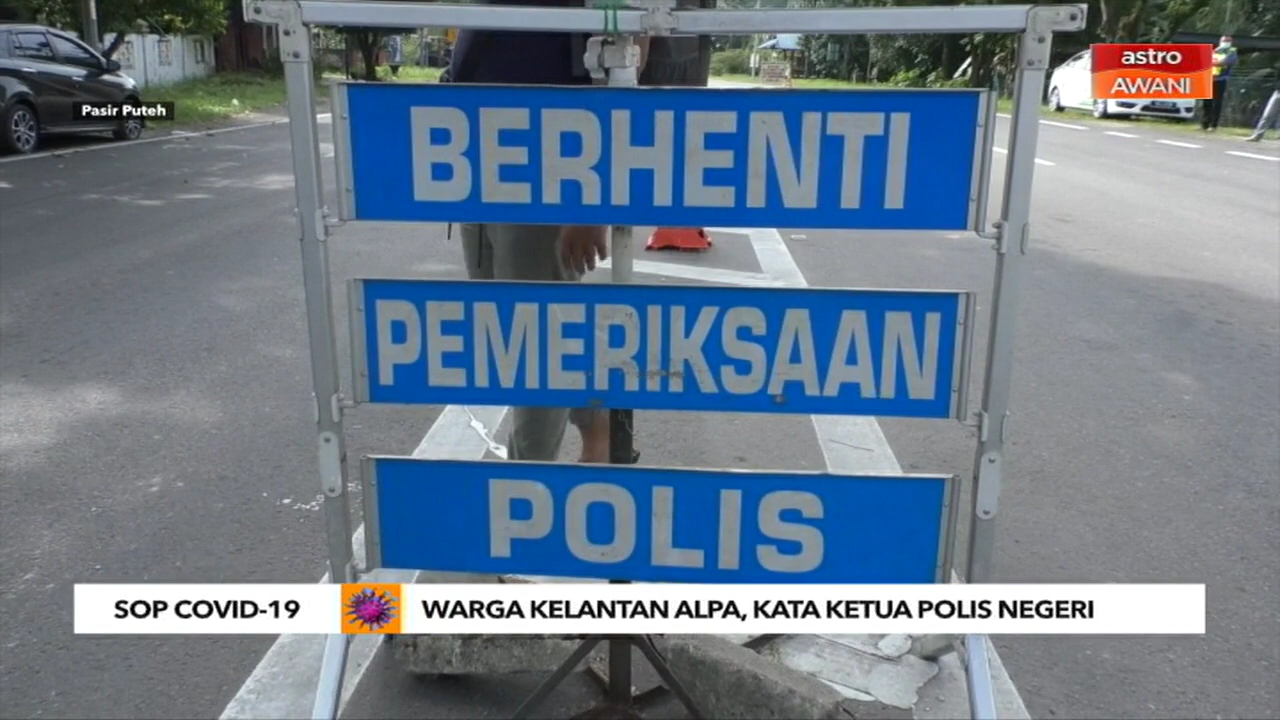 astro
AWANI
Pasir Puteh
BERHENTI
PEMERIKSAAN
POLIS
SOP COVID-19
WARGA KELANTAN ALPA, KATA KETUA POLIS NEGERI